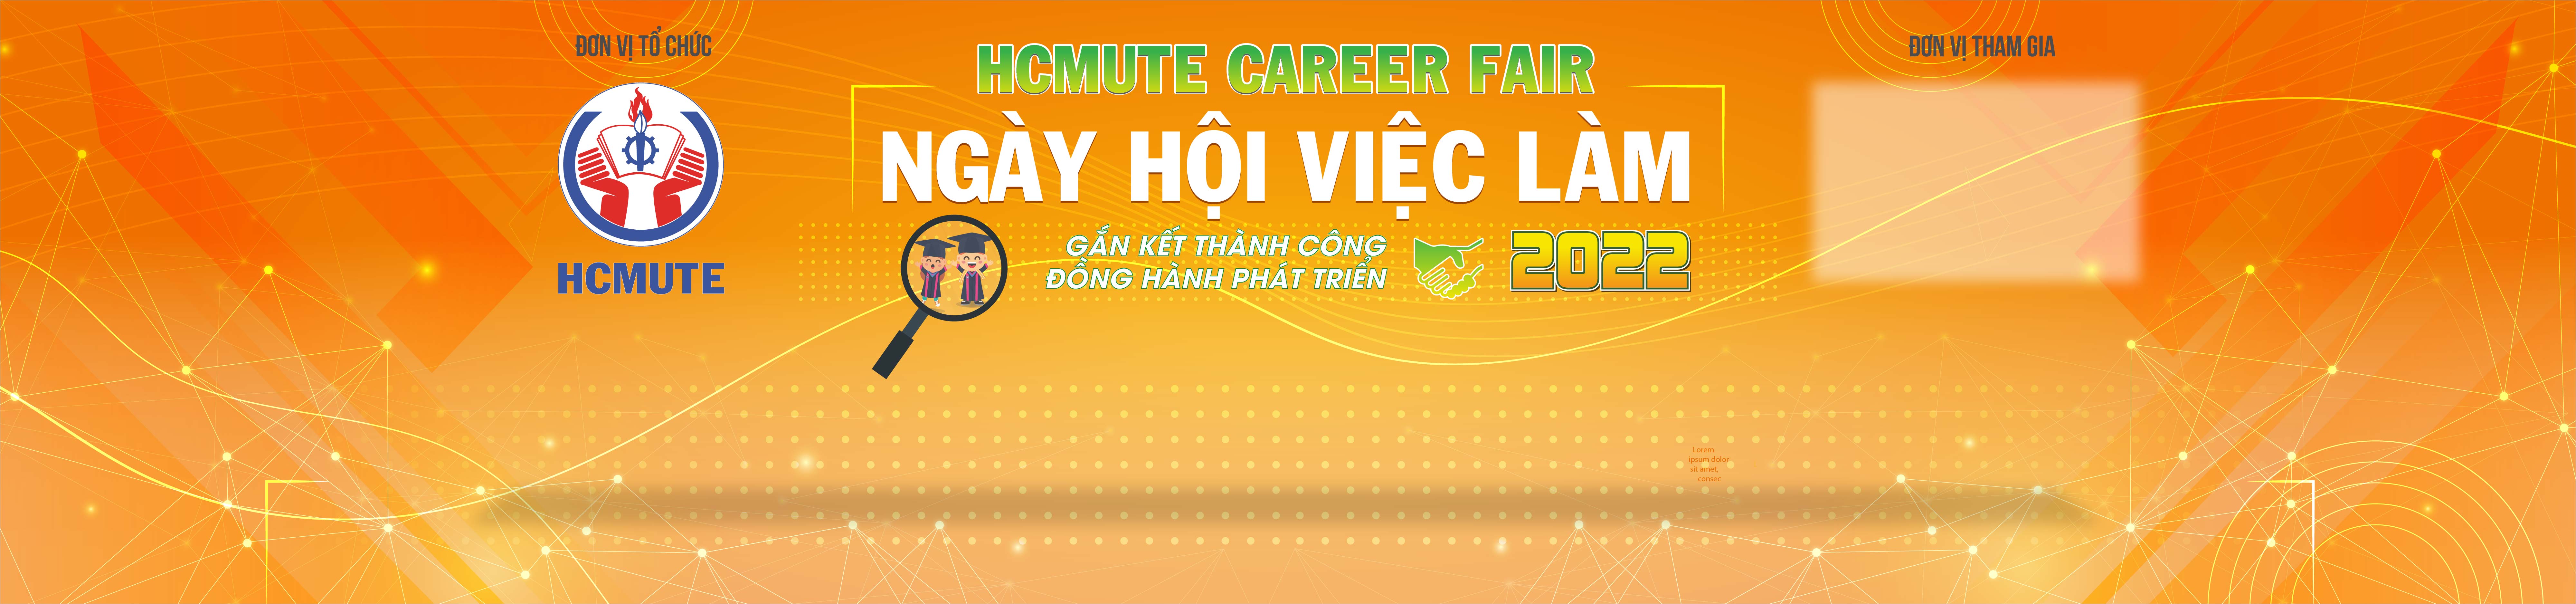 ĐƠN VỊ TỔ CHỨC
HCMUTE
HCMUTE CAREER FAIR
NGÀY HỘI VIỆC LÀM
GẮN KẾT THÀNH CÔNG
ĐỒNG HÀNH PHÁT TRIỂN
2022
ĐƠN VỊ THAM GIA
Lorem
ipsum dolor
sit amet,
consec